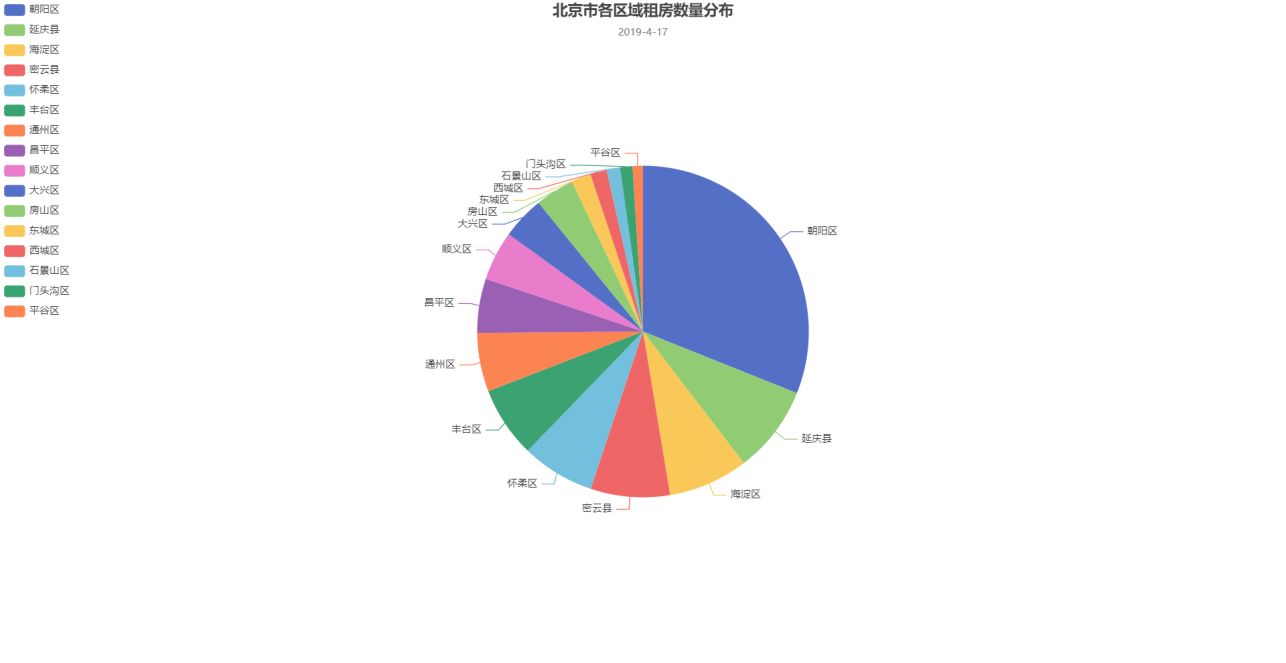 北京市各区域租房数量分布
2019-4-17
朝阳区
延庆县
海淀区
密云县
怀柔区
丰台区
通州区
昌平区
顺义区
大兴区
房山区
东城区
西城区
石景山区
门头沟区
平谷区
平谷区
门头沟区
石景山区
西城区
东城区
房山区
大兴区
朝阳区
顺义区
昌平区
通州区
丰台区
延庆县
怀柔区
海淀区
密云县